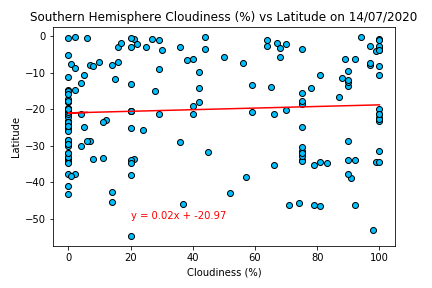 Southern Hemisphere Cloudiness (%) vs Latitude on 14/07/2020
0
−10
−20
−30
−40
−50
Latitude
y = 0.02x + -20.97
0 20 40 60 80 100
Cloudiness (%)